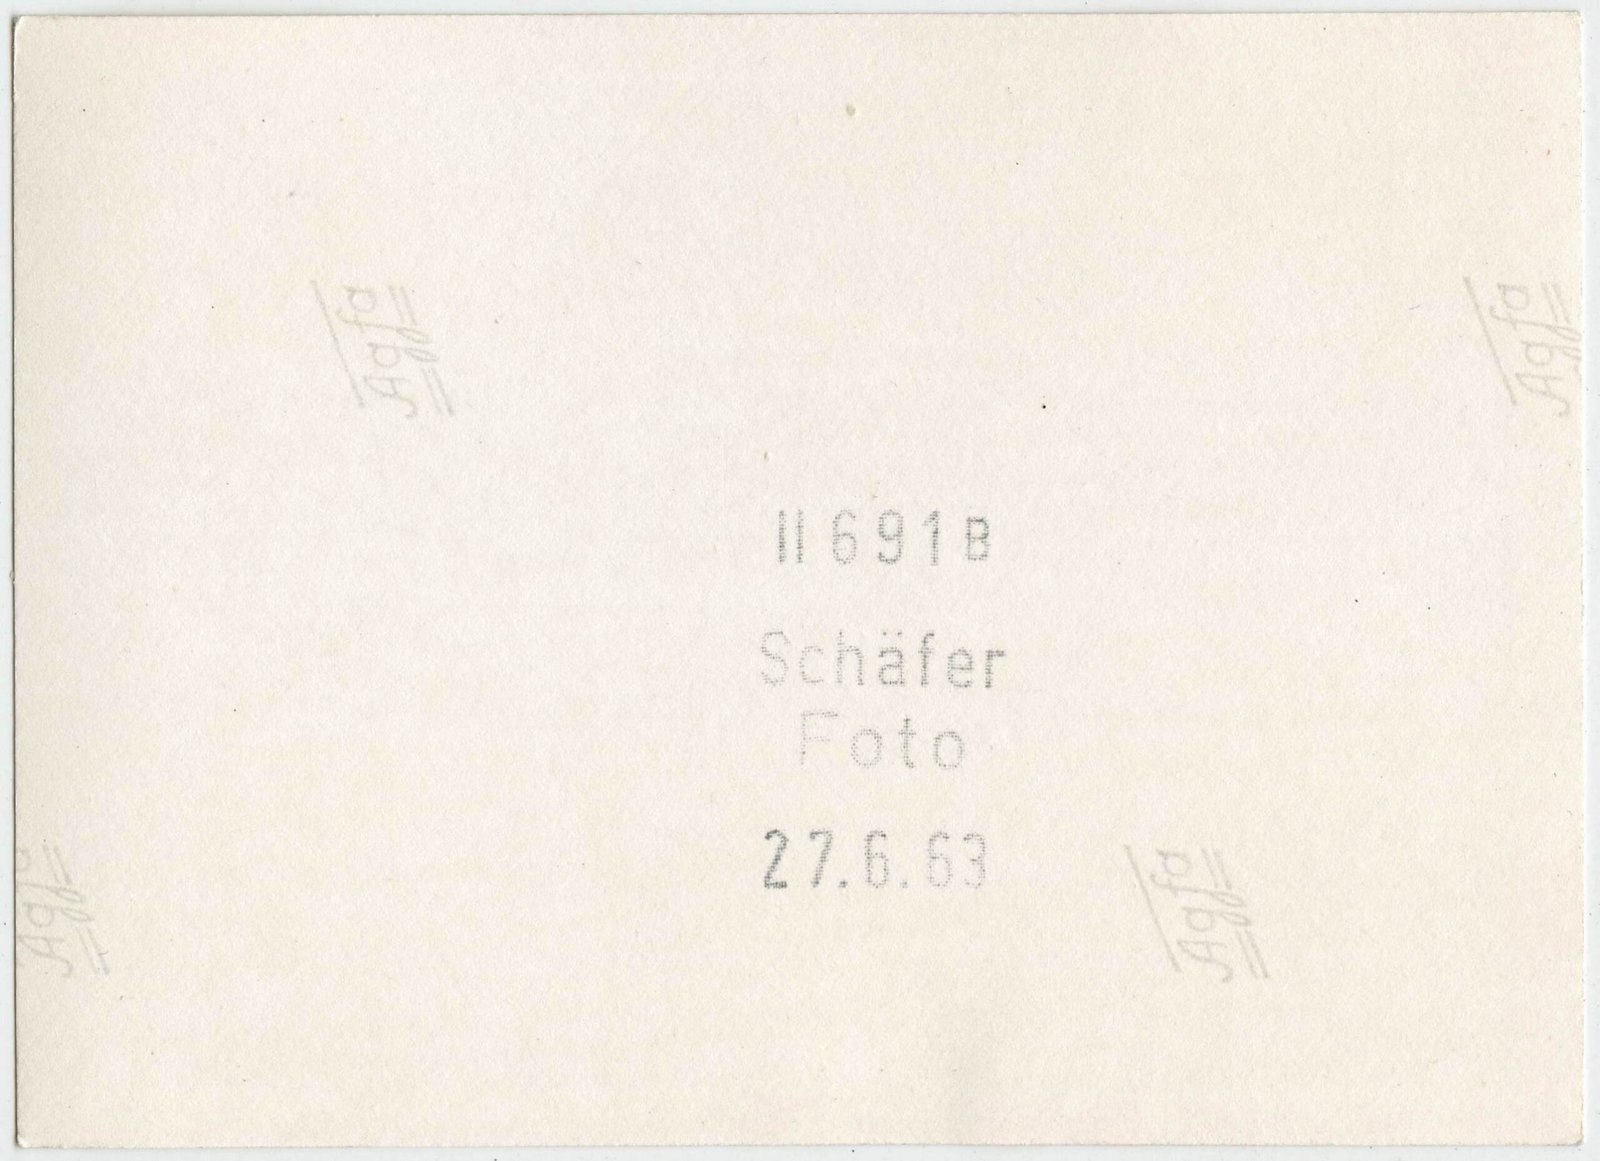 Agfa
Agfa
II 691 B
Schäfer
Foto
27.6.63
Agfa
Agfa